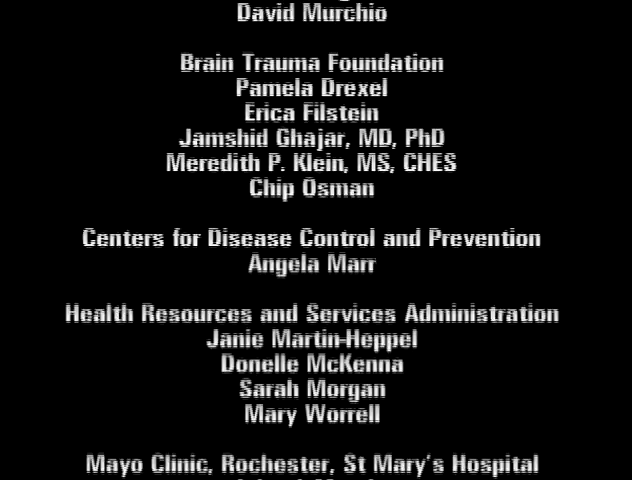 David Murchio
Brain Trauma Foundation
Pamela Drexel
Erica Filstein
Jamshid Ghajar, MD, PhD
Meredith P. Klein, MS, CHES
Chip Osman
Centers for Disease Control and Prevention
Angela Marr
Health Resources and Services Administration
Janie Martin-Heppel
Donelle McKenna
Sarah Morgan
Mary Worrell
Mayo Clinic, Rochester, St Mary's Hospital